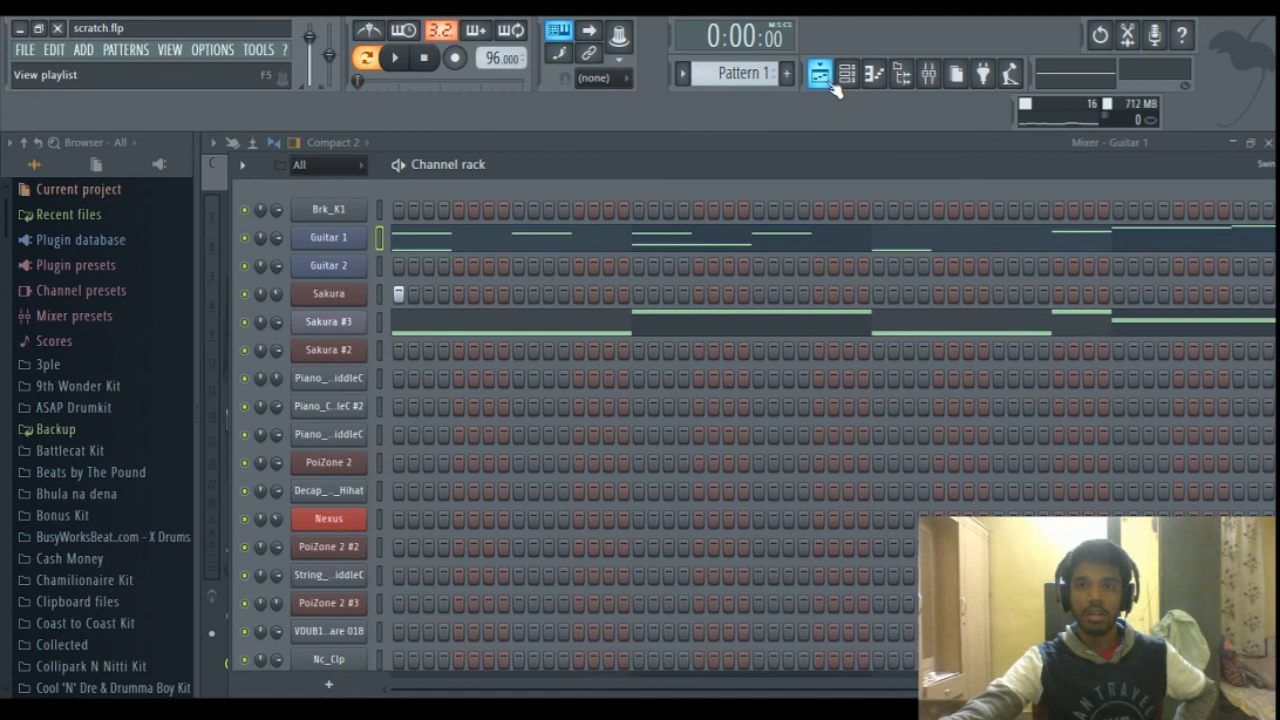 scratch.flp
FILE EDIT ADD PATTERNS VIEW OPTIONS TOOLS ?
View playlist F5
3.2.
96.000
(none)
0:00:00
M:S:CS
Pattern 1
16 712 MB
0
Browser - All
Compact 2
Mixer - Guitar 1
All
Channel rack
Swin
Current project
Recent files
Plugin database
Plugin presets
Channel presets
Mixer presets
Scores
3ple
9th Wonder Kit
ASAP Drumkit
Backup
Battlecat Kit
Beats by The Pound
Bhula na dena
Bonus Kit
BusyWorksBeat..com - X Drums
Cash Money
Chamilionaire Kit
Clipboard files
Coast to Coast Kit
Collected
Collipark N Nitti Kit
Cool 'N' Dre & Drumma Boy Kit
Brk_K1
Guitar 1
Guitar 2
Sakura
Sakura #3
Sakura #2
Piano_ ..iddleC
Piano_C..leC #2
Piano_ ..iddleC
PoiZone 2
Decap_ .._Hihat
Nexus
PoiZone 2 #2
String_ ..iddleC
PoiZone 2 #3
VDUB1...are 018
Nc_Clp
+
AN TRAVEL